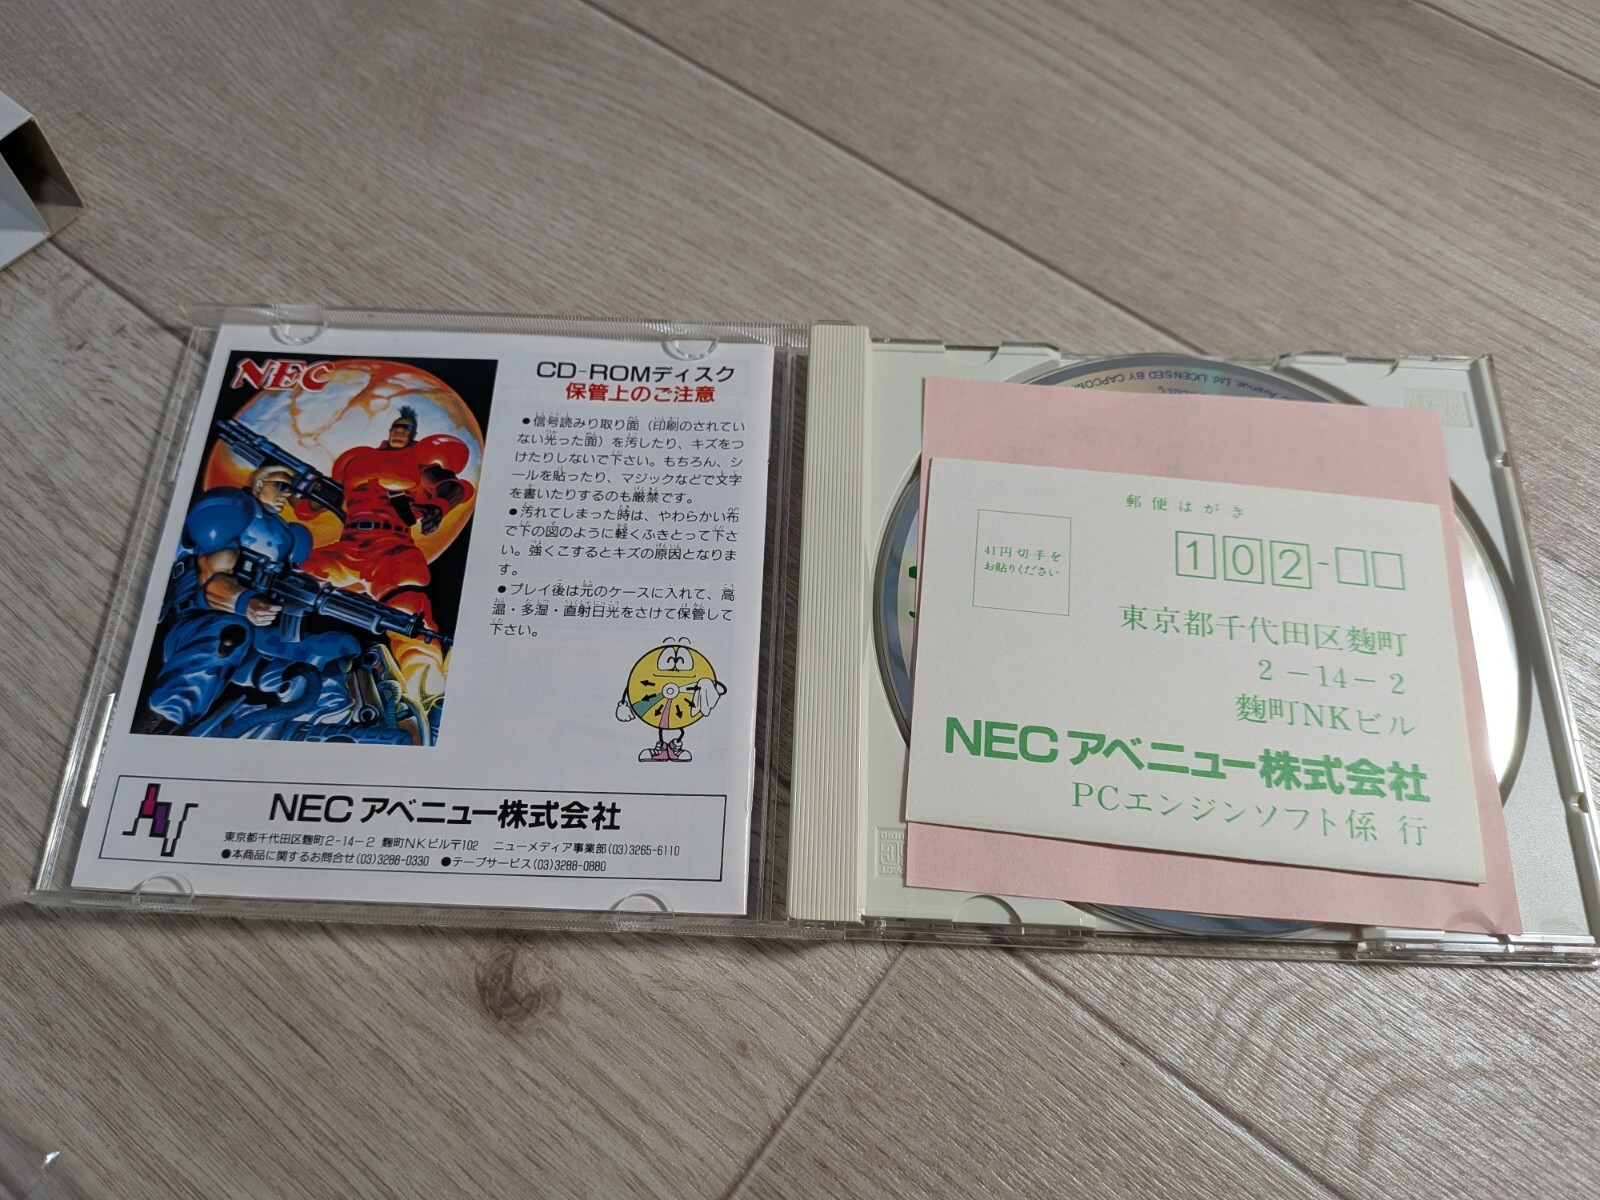 NEC
CD-ROMディスク
保管上のご注意
●信号読みり取り面（印刷のされてい
ない光った面）を汚したり、キズをつ
けたりしないで下さい。もちろん、シ
ールを貼ったり、マジックなどで文字
を書いたりするのも厳禁です。
●汚れてしまった時は、やわらかい布
で下の図のように軽くふきとって下さ
い。強くこするとキズの原因となりま
す。
●プレイ後は元のケースに入れて、高
温・多湿・直射日光をさけて保管して
下さい。
NECアベニュー株式会社
東京都千代田区麴町2-14-2 麴町NKビル〒102 ニューメディア事業部(03)3265-6110
●本商品に関するお問合せ(03)3288-0330 ●テープサービス(03)3288-0880
Avenue, Ltd. LICENSED BY CAPCOM
郵便はがき
41円切手を
お貼りください
102-□□
東京都千代田区麴町
2-14-2
麴町NKビル
NECアベニュー株式会社
PCエンジンソフト係 行